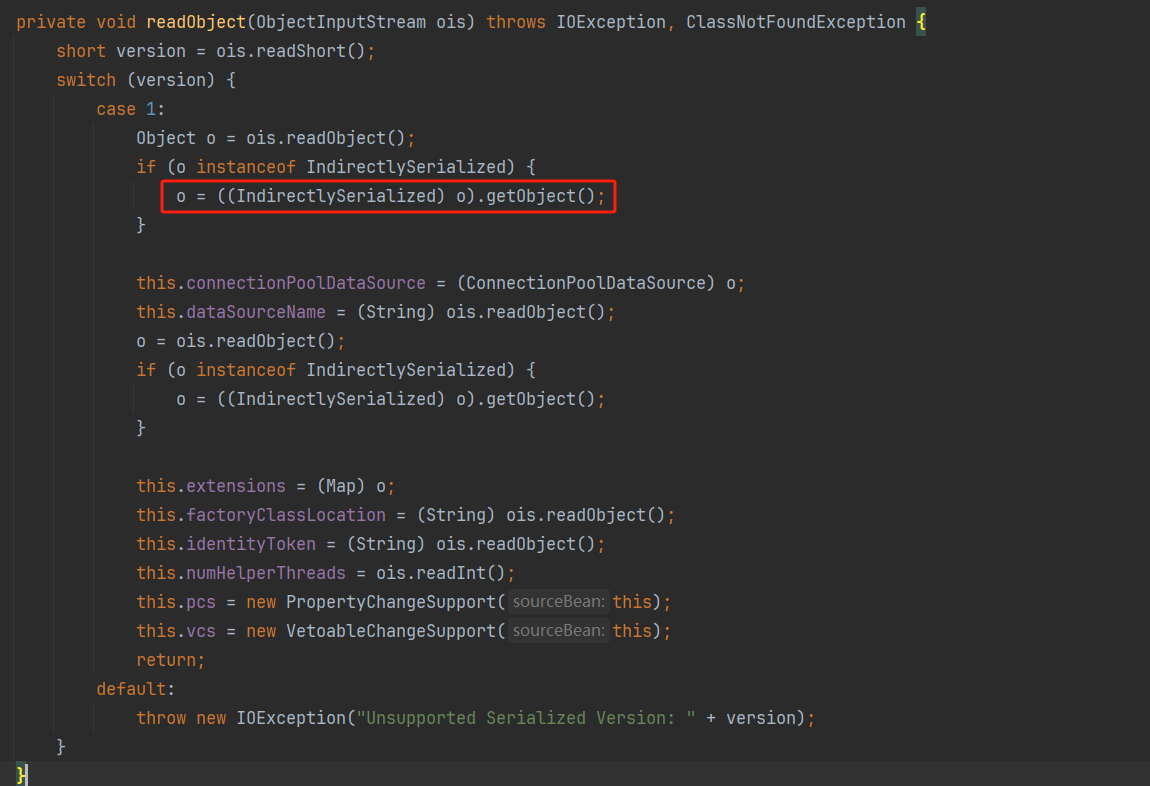 private void readObject(ObjectInputStream ois) throws IOException, ClassNotFoundException {
    short version = ois.readShort();
    switch (version) {
        case 1:
            Object o = ois.readObject();
            if (o instanceof IndirectlySerialized) {
                o = ((IndirectlySerialized) o).getObject();
            }

            this.connectionPoolDataSource = (ConnectionPoolDataSource) o;
            this.dataSourceName = (String) ois.readObject();
            o = ois.readObject();
            if (o instanceof IndirectlySerialized) {
                o = ((IndirectlySerialized) o).getObject();
            }

            this.extensions = (Map) o;
            this.factoryClassLocation = (String) ois.readObject();
            this.identityToken = (String) ois.readObject();
            this.numHelperThreads = ois.readInt();
            this.pcs = new PropertyChangeSupport( sourceBean: this);
            this.vcs = new VetoableChangeSupport( sourceBean: this);
            return;
        default:
            throw new IOException("Unsupported Serialized Version: " + version);
    }
}